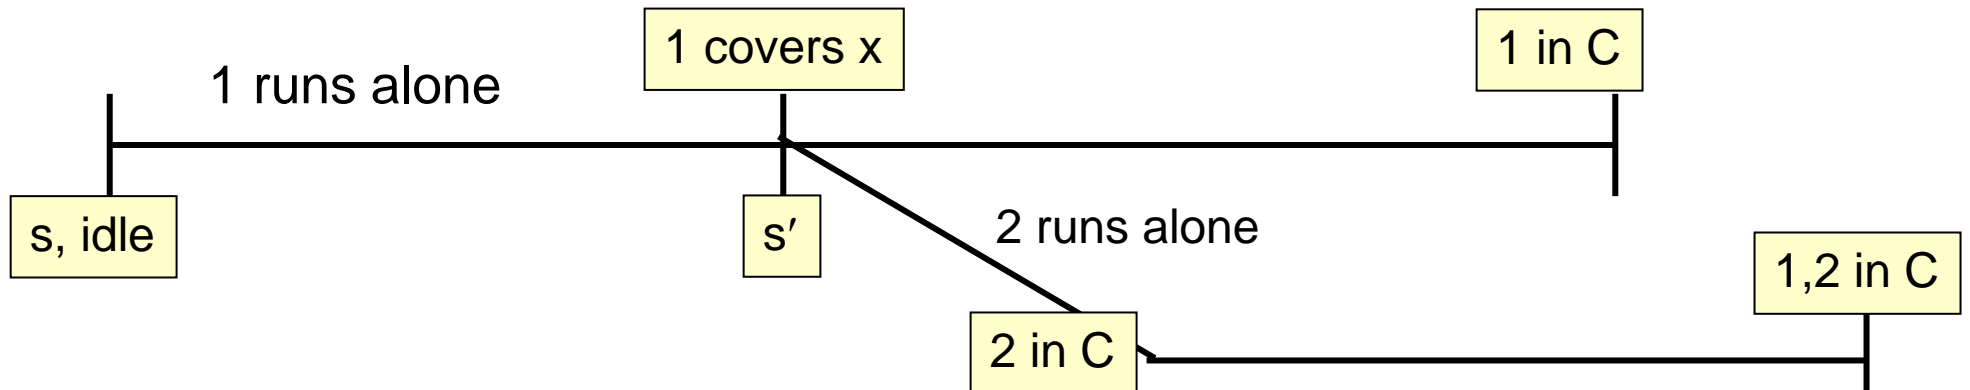 1 covers x
1 in C
1 runs alone
s, idle
s′
2 runs alone
1,2 in C
2 in C